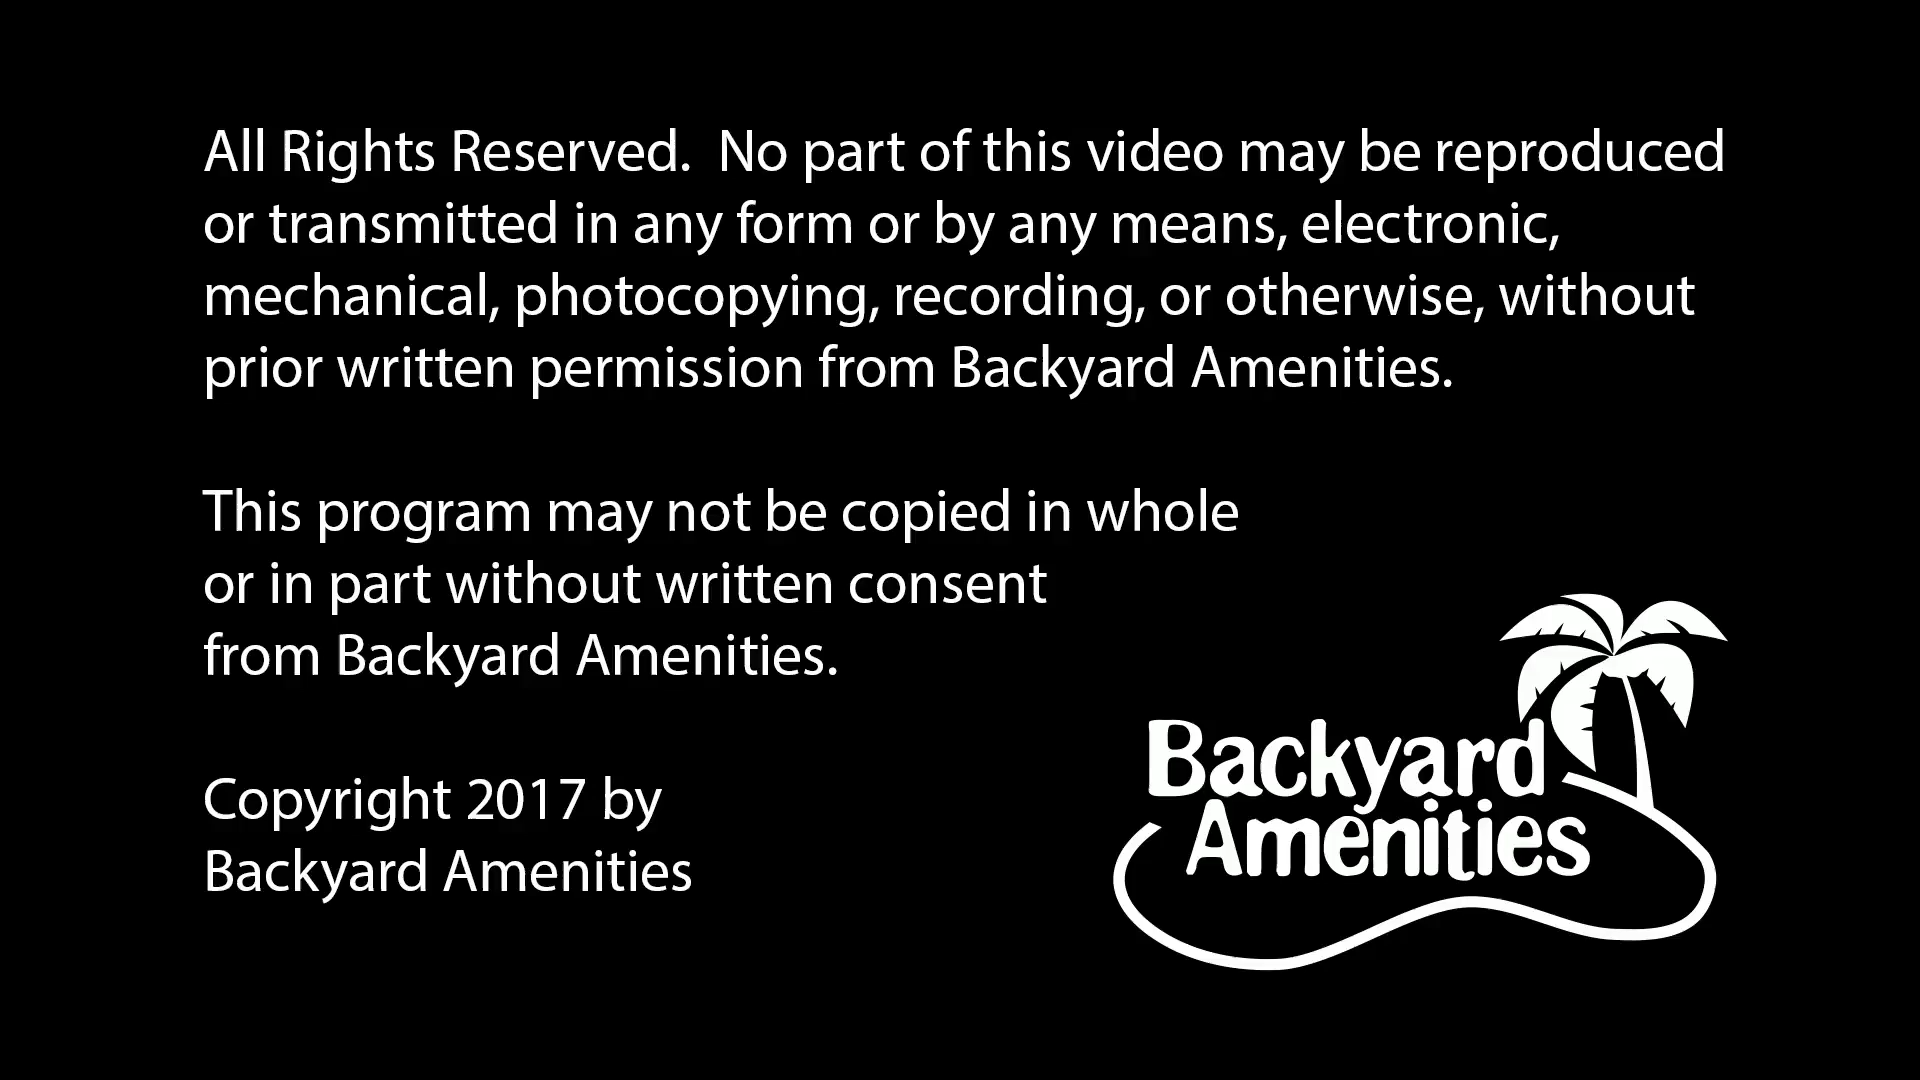 All Rights Reserved.  No part of this video may be reproduced
or transmitted in any form or by any means, electronic,
mechanical, photocopying, recording, or otherwise, without
prior written permission from Backyard Amenities.
This program may not be copied in whole
or in part without written consent
from Backyard Amenities.
Copyright 2017 by
Backyard Amenities
Backyard
Amenities